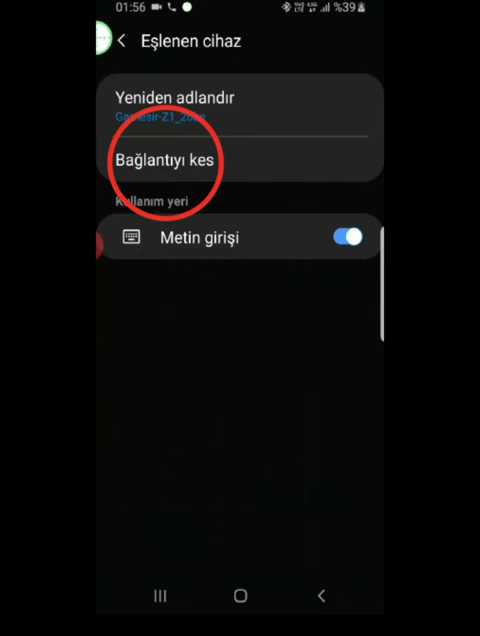 01:56 %39
Eşlenen cihaz
Yeniden adlandır
Bağlantıyı kes
Kullanım yeri
Metin girişi